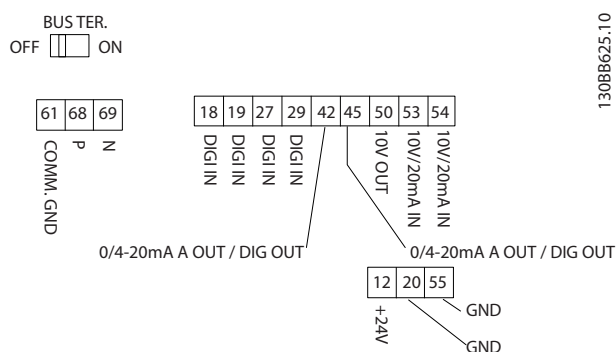 BUS TER.
OFF ON
130BB625.10
61 68 69
COMM. GND
P
N
18 19 27 29 42 45 50 53 54
DIGI IN
DIGI IN
DIGI IN
DIGI IN
10V OUT
10V/20mA IN
10V/20mA IN
0/4-20mA A OUT / DIG OUT
0/4-20mA A OUT / DIG OUT
12 20 55
+24V
GND
GND